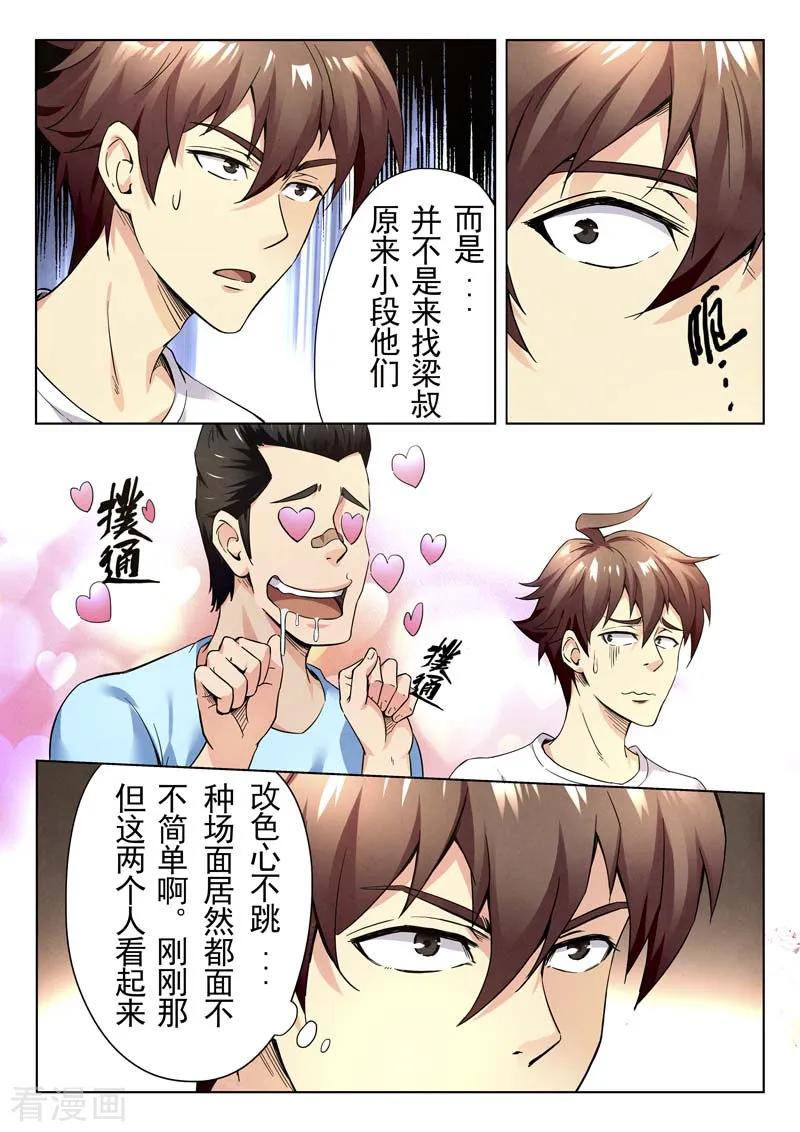 原来小段他们
并不是来找梁叔
而是...
呃...
撲通
撲通
但这两个人看起来
不简单啊。刚刚那
种场面居然都面不
改色心不跳...
看漫画